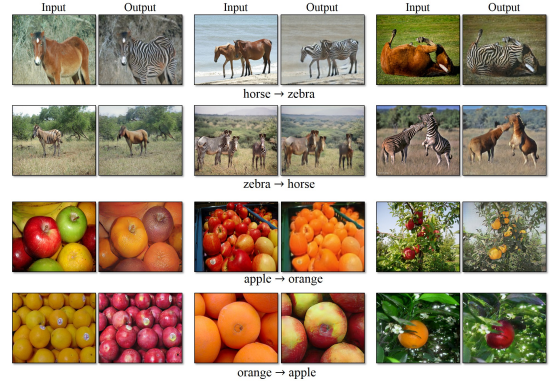 Input Output Input Output Input Output
horse → zebra
zebra → horse
apple → orange
orange → apple